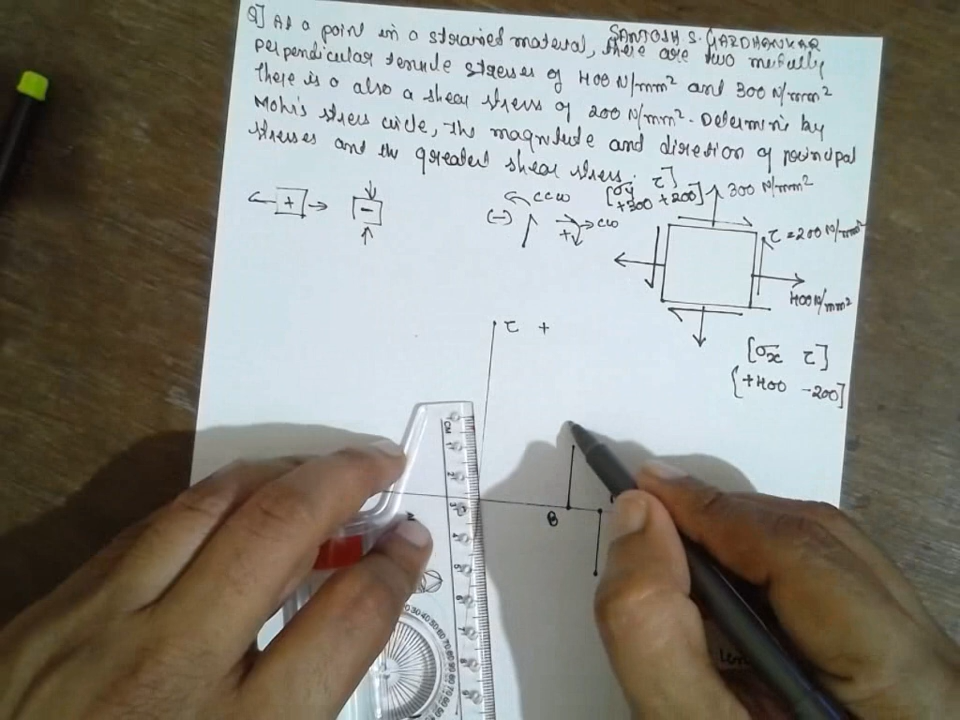 SANTOSH S. GARDHANKAR
Q] At a point in a strained material, there are two mutually
perpendicular tensile stresses of 400 N/mm² and 300 N/mm²
there is a also a shear stress of 200 N/mm². Determine by
Mohr's stress circle, the magnitude and direction of principal
stresses and the greatest shear stress.
[σy τ]
[+300 +200]
300 N/mm²
← + →
-
ccw
(-)
+
cw
τ = 200 N/mm²
400 N/mm²
τ +
[σx τ]
[+400 -200]
B